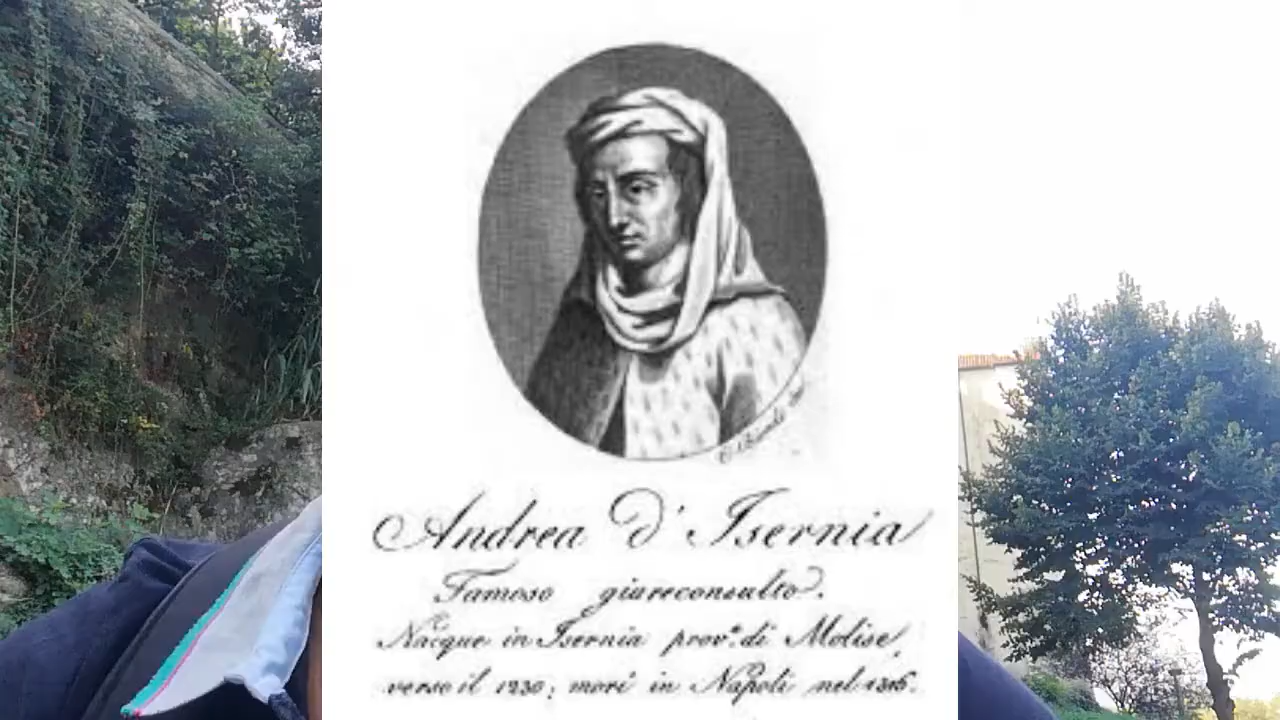 Andrea d' Isernia
Famoso giureconsulto.
Nacque in Isernia prov.ª di Molise,
verso il 1230; morì in Napoli nel 1316.